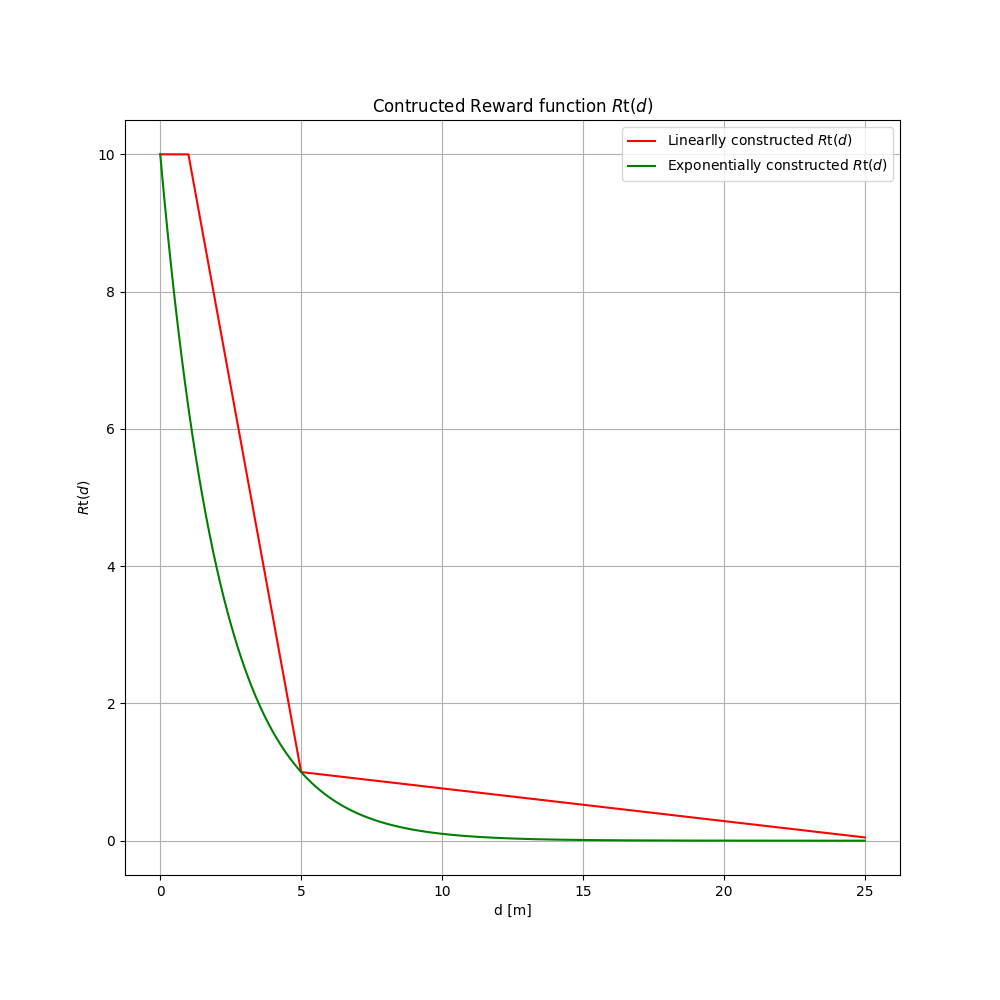 Contructed Reward function Rt(d)
Linearlly constructed Rt(d)
Exponentially constructed Rt(d)
10
8
6
4
2
0
Rt(d)
0 5 10 15 20 25
d [m]